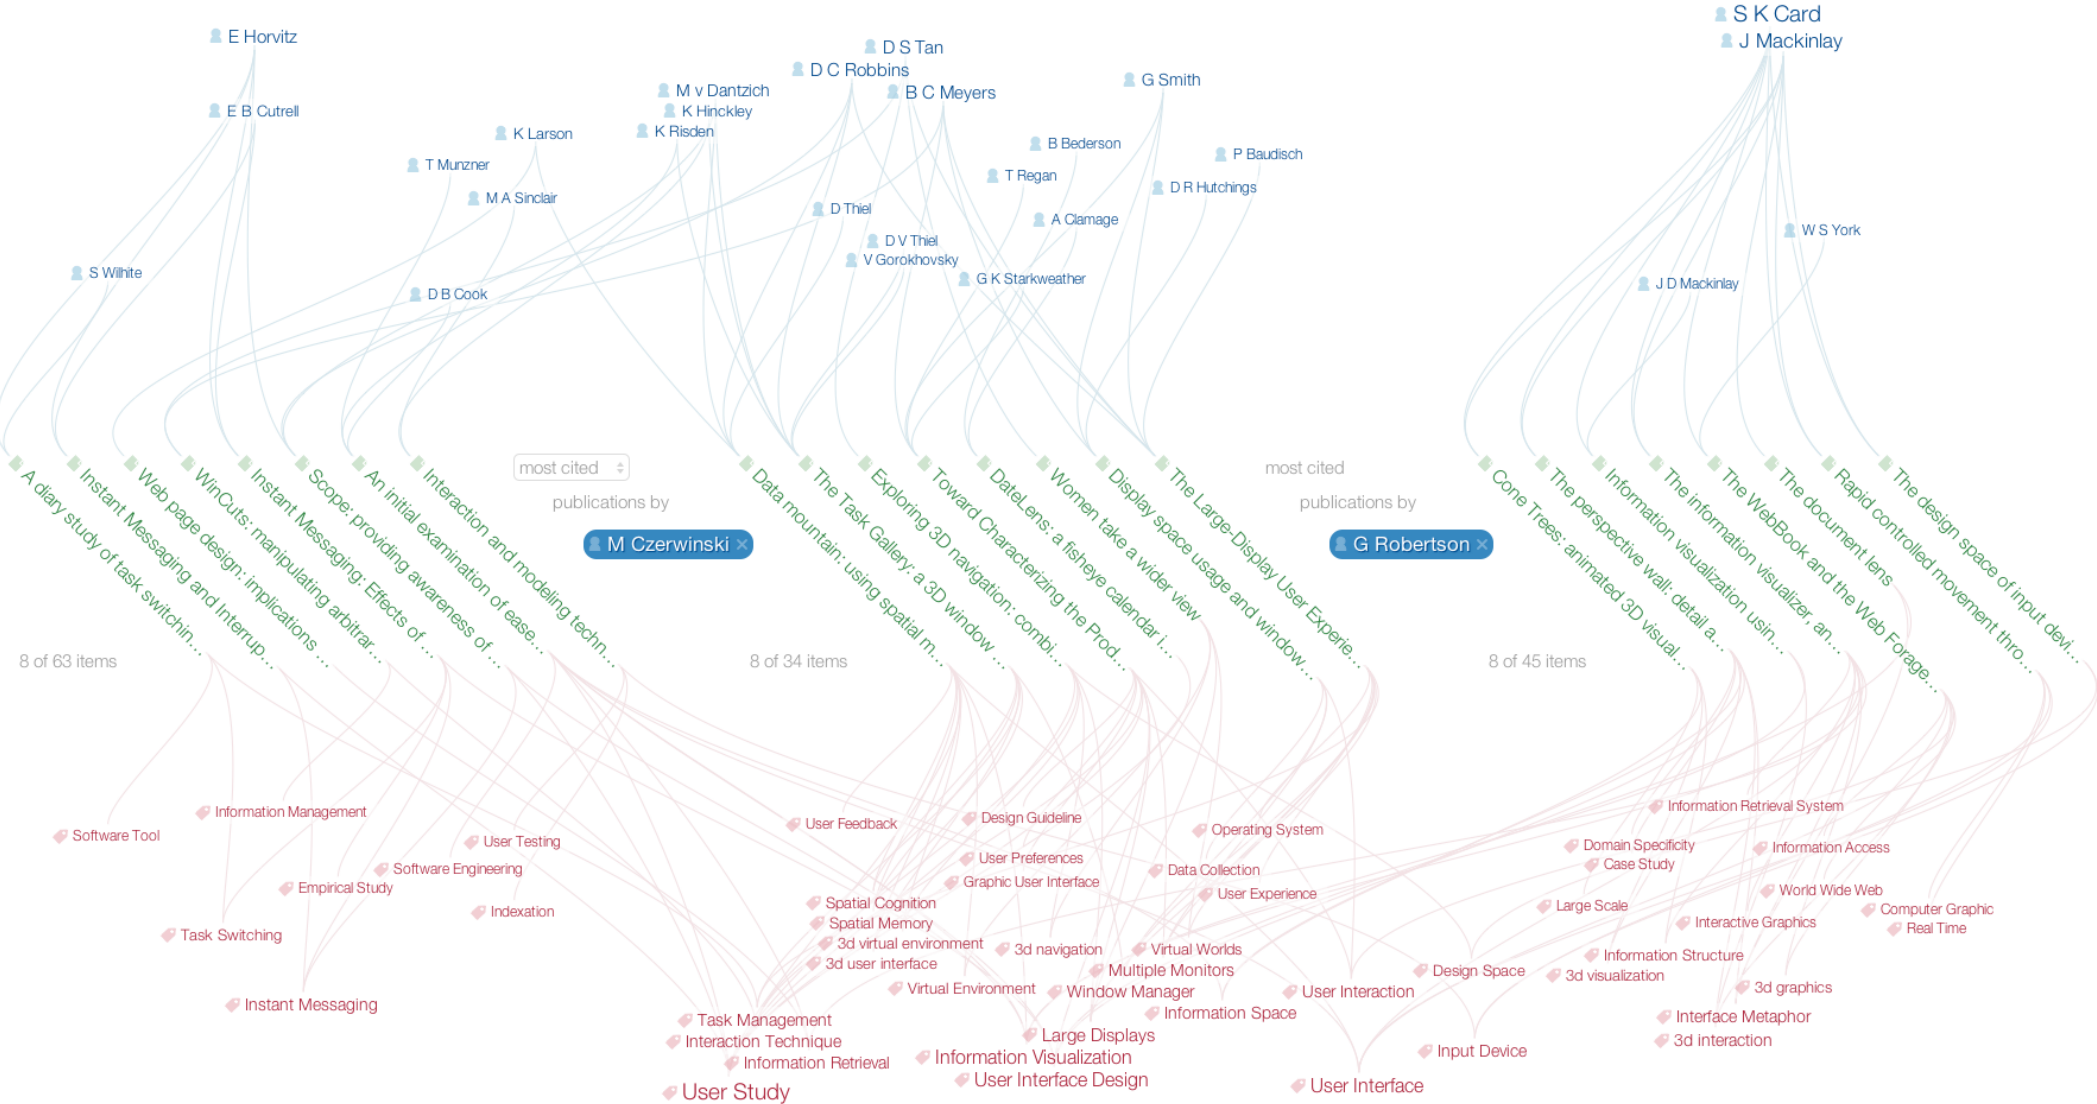 S K Card
E Horvitz
J Mackinlay
D S Tan
D C Robbins
G Smith
M v Dantzich
B C Meyers
E B Cutrell
K Hinckley
K Risden
K Larson
B Bederson
P Baudisch
T Munzner
T Regan
D R Hutchings
M A Sinclair
D Thiel
A Clamage
W S York
D V Thiel
V Gorokhovsky
S Wilhite
G K Starkweather
J D Mackinlay
D B Cook
A diary study of task switchin...
Instant Messaging and Interrup...
Web page design: implications ...
WinCuts: manipulating arbitrar...
Instant Messaging: Effects of ...
Scope: providing awareness of ...
An initial examination of ease...
Interaction and modeling techn...
most cited
publications by
M Czerwinski ×
Data mountain: using spatial m...
The Task Gallery: a 3D window ...
Exploring 3D navigation: combi...
Toward Characterizing the Prod...
DateLens: a fisheye calendar i...
Women take a wider view
Display space usage and window...
The Large-Display User Experie...
most cited
publications by
G Robertson ×
Cone Trees: animated 3D visual...
The perspective wall: detail a...
Information visualization usin...
The information visualizer, an...
The WebBook and the Web Forage...
The document lens
Rapid controlled movement thro...
The design space of input devi...
8 of 63 items
8 of 34 items
8 of 45 items
Information Retrieval System
Information Management
Design Guideline
User Feedback
Operating System
Software Tool
User Testing
Domain Specificity
Information Access
User Preferences
Case Study
Software Engineering
Data Collection
Graphic User Interface
Empirical Study
World Wide Web
User Experience
Spatial Cognition
Large Scale
Computer Graphic
Indexation
Spatial Memory
Interactive Graphics
Real Time
Task Switching
3d virtual environment
3d navigation
Virtual Worlds
Information Structure
3d user interface
Multiple Monitors
Design Space
3d visualization
Virtual Environment
Window Manager
User Interaction
3d graphics
Instant Messaging
Information Space
Interface Metaphor
Task Management
Large Displays
Interaction Technique
3d interaction
Input Device
Information Retrieval
Information Visualization
User Interface Design
User Interface
User Study